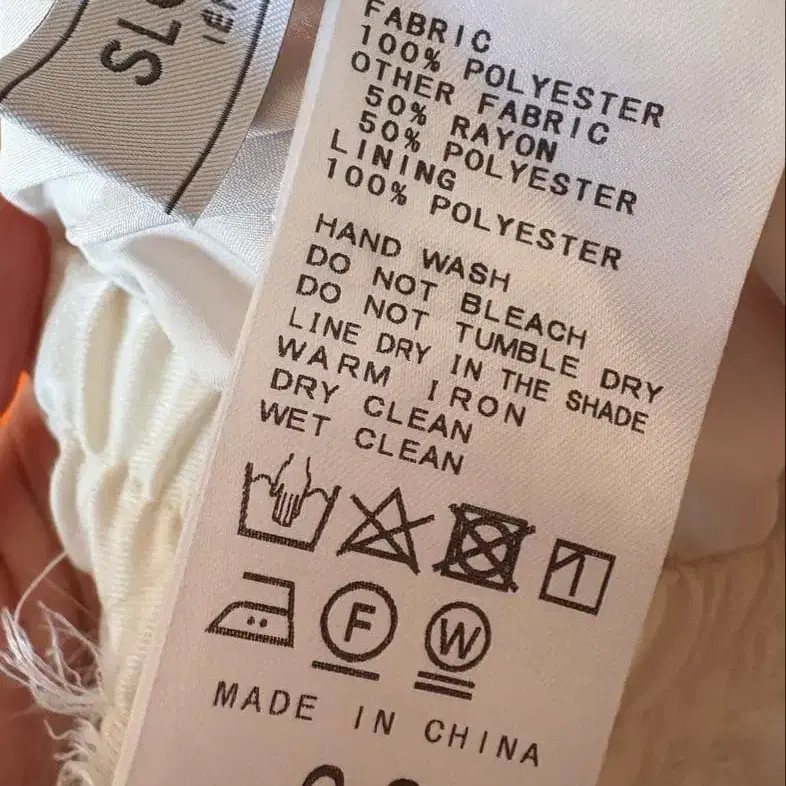 FABRIC
100% POLYESTER
OTHER FABRIC
50% RAYON
50% POLYESTER
LINING
100% POLYESTER
HAND WASH
DO NOT BLEACH
DO NOT TUMBLE DRY
LINE DRY IN THE SHADE
WARM IRON
DRY CLEAN
WET CLEAN
F
W
MADE IN CHINA